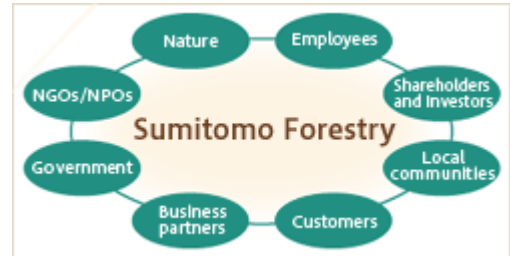 Nature
Employees
NGOs/NPOs
Shareholders
and Investors
Sumitomo Forestry
Government
Local
communities
Business
partners
Customers